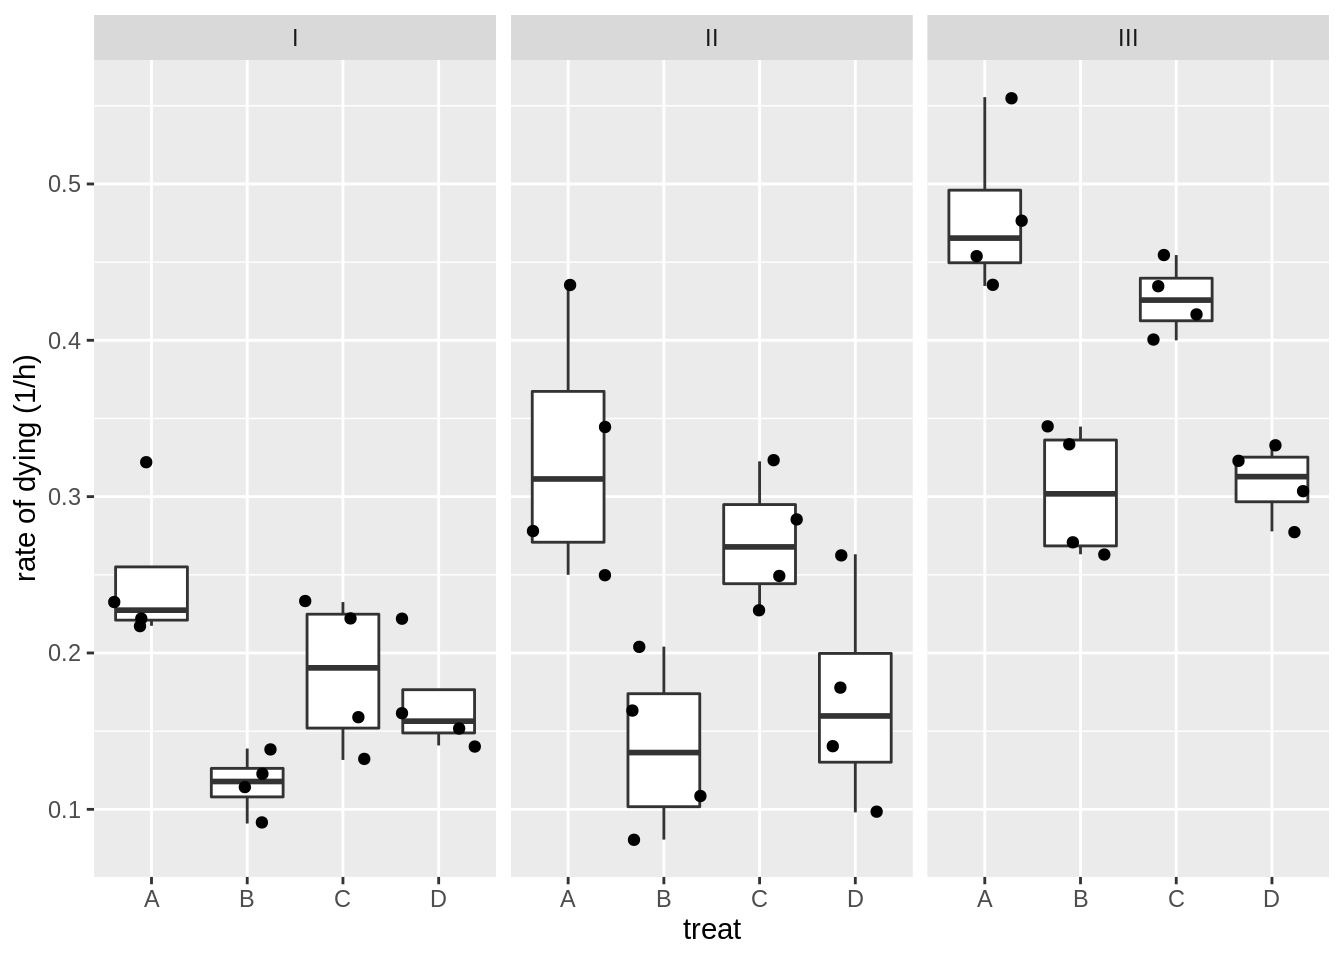 I II III
rate of dying (1/h)
0.5
0.4
0.3
0.2
0.1
A B C D A B C D A B C D
treat